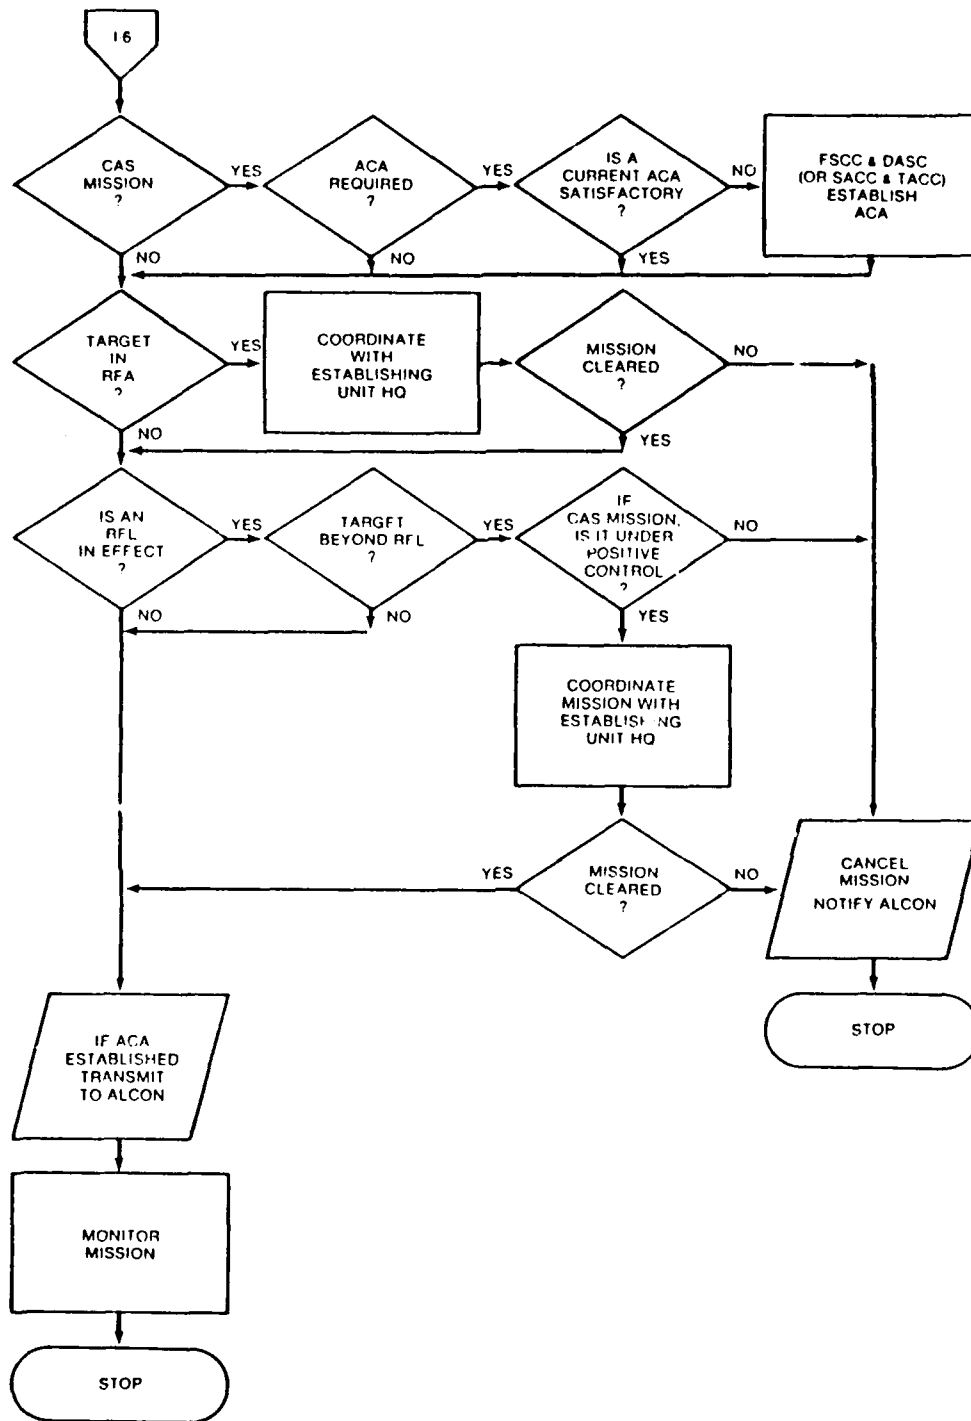 16
CAS
MISSION
?
YES
ACA
REQUIRED
?
YES
IS A
CURRENT ACA
SATISFACTORY
?
NO
FSCC & DASC
(OR SACC & TACC)
ESTABLISH
ACA
NO
NO
YES
TARGET
IN
RFA
?
YES
COORDINATE
WITH
ESTABLISHING
UNIT HQ
MISSION
CLEARED
?
NO
NO
YES
IS AN
RFL
IN EFFECT
?
YES
TARGET
BEYOND RFL
?
YES
IF
CAS MISSION,
IS IT UNDER
POSITIVE
CONTROL
?
NO
NO
NO
YES
COORDINATE
MISSION WITH
ESTABLISHING
UNIT HQ
YES
MISSION
CLEARED
?
NO
CANCEL
MISSION
NOTIFY ALCON
STOP
IF ACA
ESTABLISHED
TRANSMIT
TO ALCON
MONITOR
MISSION
STOP